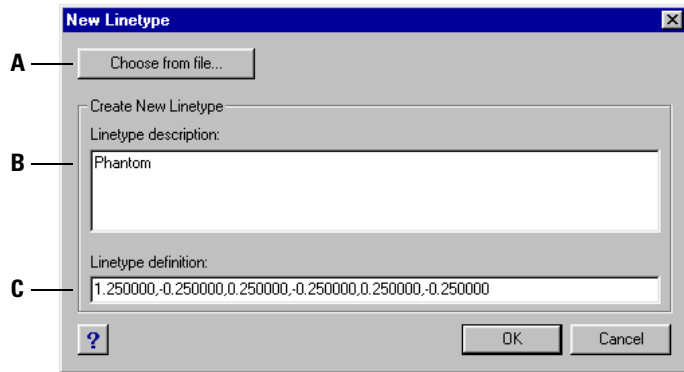 New Linetype
A
Choose from file...
Create New Linetype
Linetype description:
B
Phantom
Linetype definition:
C
1.250000,-0.250000,0.250000,-0.250000,0.250000,-0.250000
?
OK
Cancel